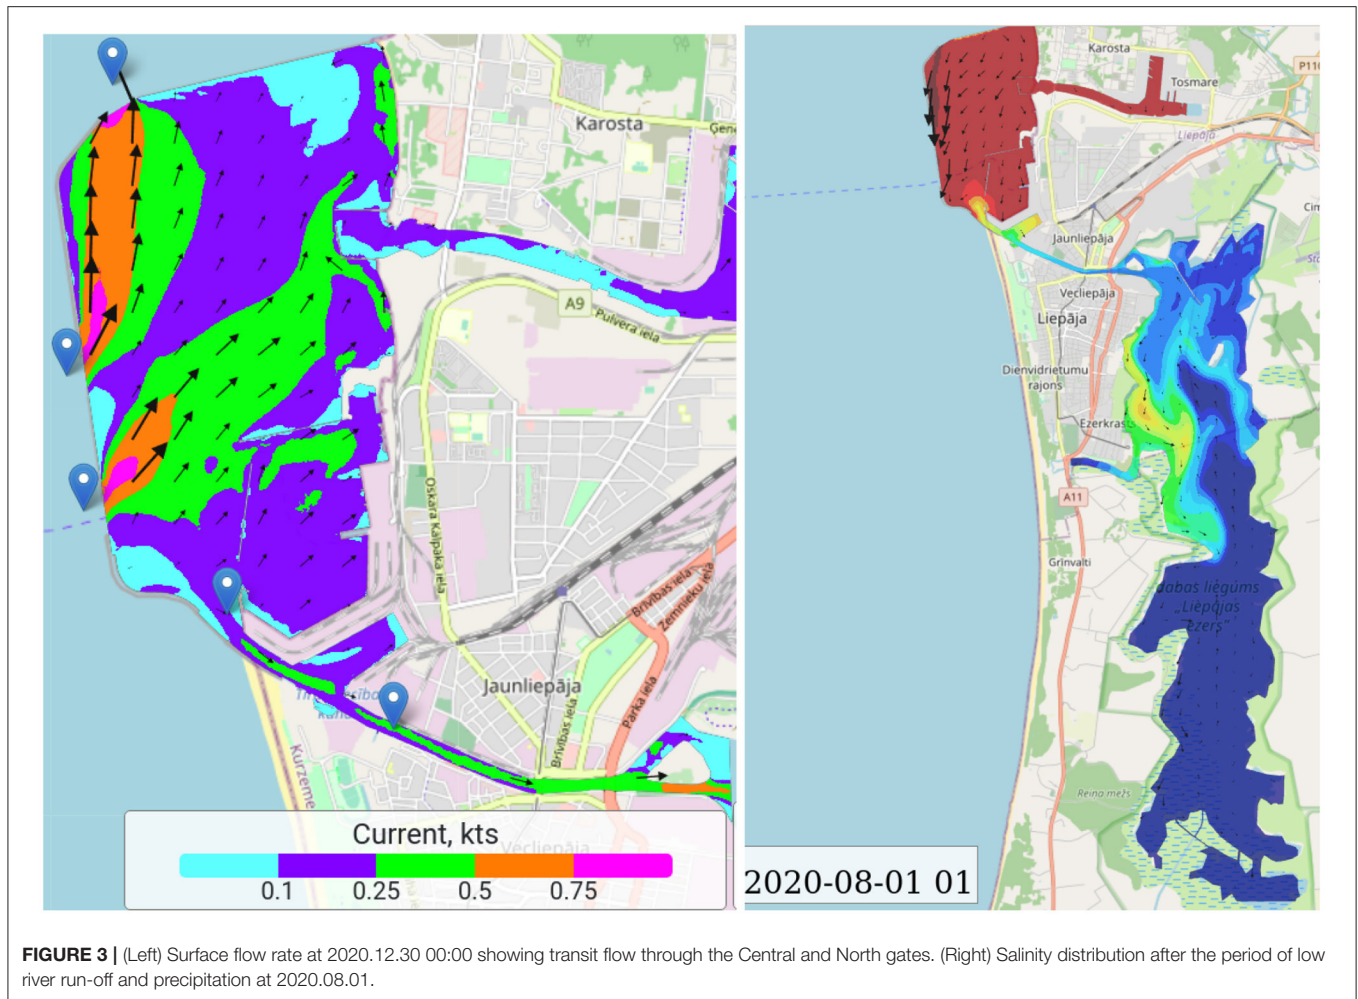 Karosta
Ģene
A9
Pulvera iela
Oskara Kalpaka iela
Brīvības iela
Zemnieku iela
Jaunliepāja
Brīvības iela
Parka iela
Kurzeme
Vecliepāja
Current, kts
0.1 0.25 0.5 0.75
Karosta
P110
Tosmare
Liepāja
Cim
Jaunliepāja
Vecliepāja
Liepāja
Dienvidrietumu
rajons
Ezerkrasts
A11
Grīnvalti
dabas liegums
„Liepājas
ezers"
Reiņa mežs
2020-08-01 01
FIGURE 3 | (Left) Surface flow rate at 2020.12.30 00:00 showing transit flow through the Central and North gates. (Right) Salinity distribution after the period of low
river run-off and precipitation at 2020.08.01.